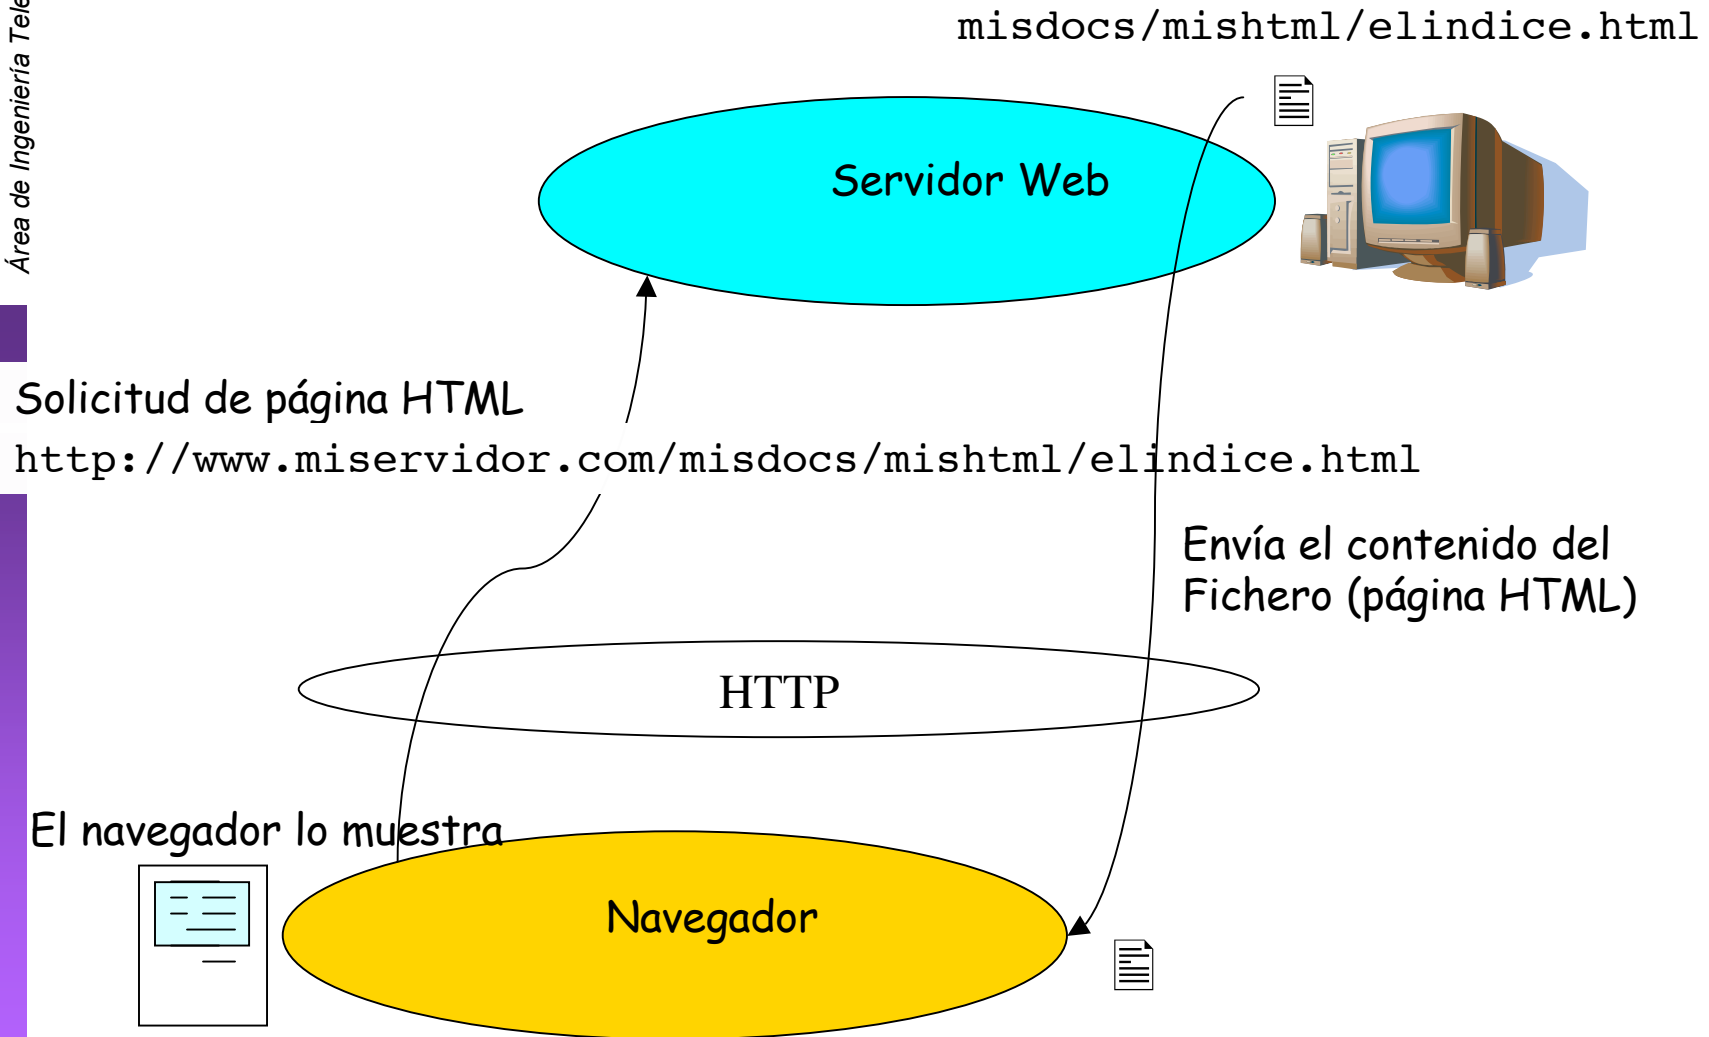 Área de Ingeniería
misdocs/mishtml/elindice.html
Servidor Web
Solicitud de página HTML
http://www.miservidor.com/misdocs/mishtml/elindice.html
Envía el contenido del
Fichero (página HTML)
HTTP
El navegador lo muestra
Navegador